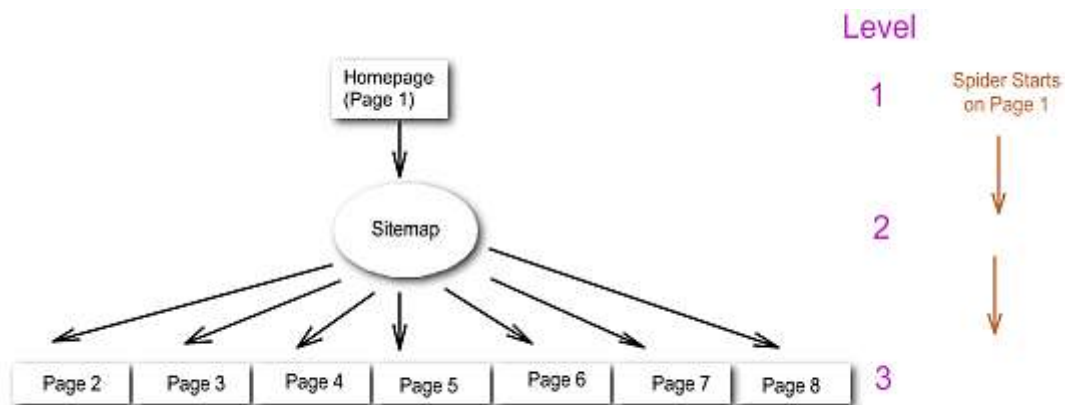 Level
Homepage
(Page 1)
1
Spider Starts
on Page 1
Sitemap
2
Page 2
Page 3
Page 4
Page 5
Page 6
Page 7
Page 8
3